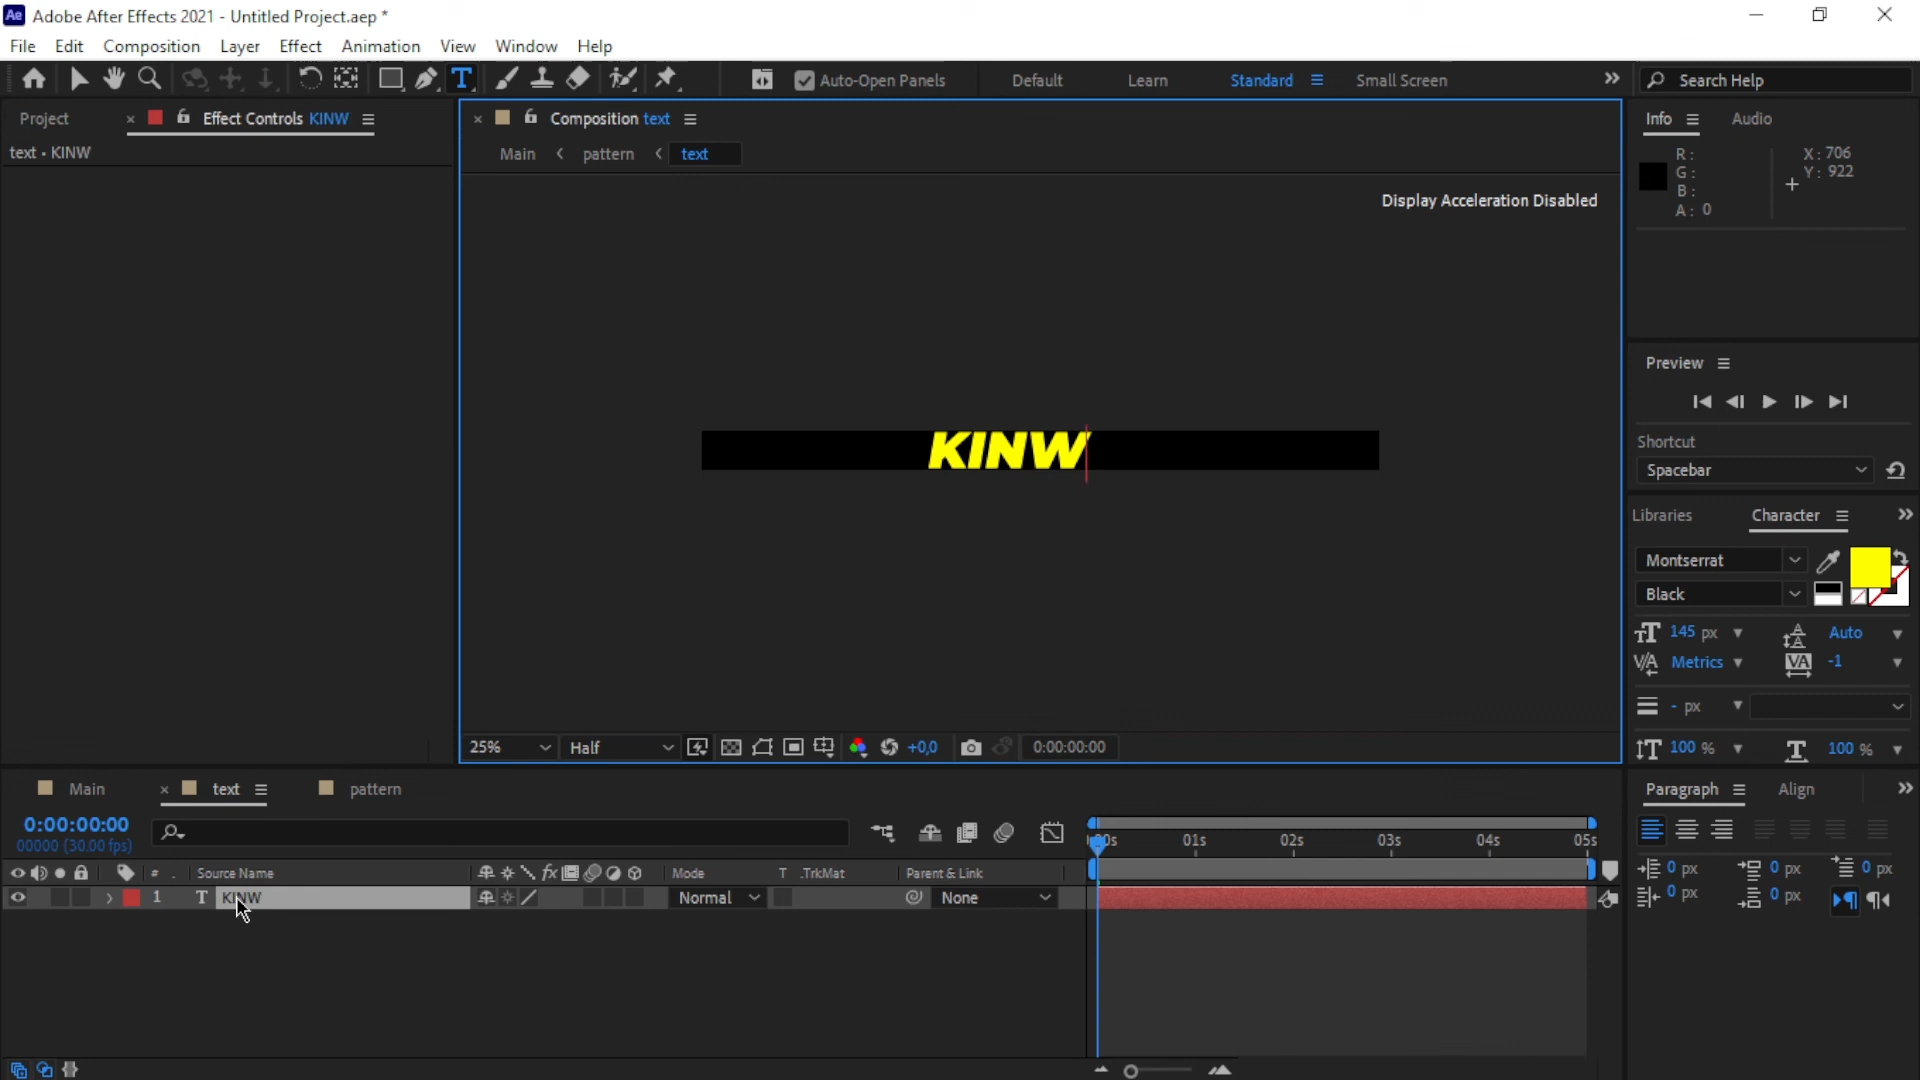 Ae Adobe After Effects 2021 - Untitled Project.aep *
File Edit Composition Layer Effect Animation View Window Help
T Auto-Open Panels Default Learn Standard Small Screen Search Help
Project × Effect Controls KINW
text • KINW
× Composition text
Main < pattern < text
Display Acceleration Disabled
KINW
25% Half +0,0 0:00:00:00
Info Audio
R: X: 706
G: Y: 922
B:
A: 0
Preview
Shortcut
Spacebar
Libraries Character
Montserrat
Black
145 px Auto
Metrics -1
- px
100 % 100 %
Main × text pattern
0:00:00:00
00000 (30.00 fps)
:00s 01s 02s 03s 04s 05s
# . Source Name fx Mode T .TrkMat Parent & Link
1 T KINW Normal None
Paragraph Align
0 px 0 px 0 px
0 px 0 px